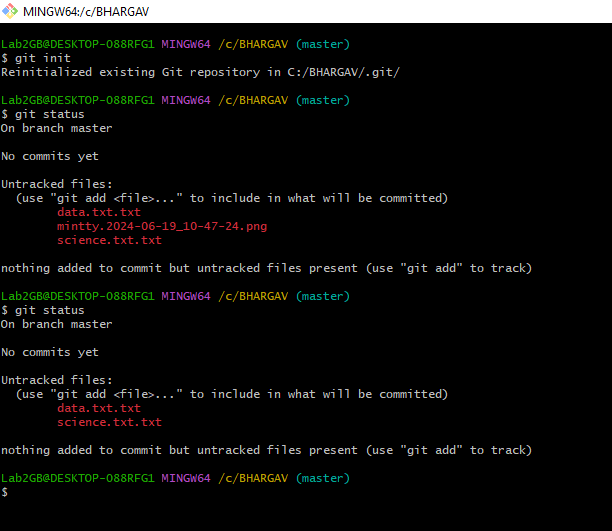 MINGW64:/c/BHARGAV
Lab2GB@DESKTOP-O88RFG1 MINGW64 /c/BHARGAV (master)
$ git init
Reinitialized existing Git repository in C:/BHARGAV/.git/
Lab2GB@DESKTOP-O88RFG1 MINGW64 /c/BHARGAV (master)
$ git status
On branch master
No commits yet
Untracked files:
  (use "git add <file>..." to include in what will be committed)
        data.txt.txt
        mintty.2024-06-19_10-47-24.png
        science.txt.txt
nothing added to commit but untracked files present (use "git add" to track)
Lab2GB@DESKTOP-O88RFG1 MINGW64 /c/BHARGAV (master)
$ git status
On branch master
No commits yet
Untracked files:
  (use "git add <file>..." to include in what will be committed)
        data.txt.txt
        science.txt.txt
nothing added to commit but untracked files present (use "git add" to track)
Lab2GB@DESKTOP-O88RFG1 MINGW64 /c/BHARGAV (master)
$